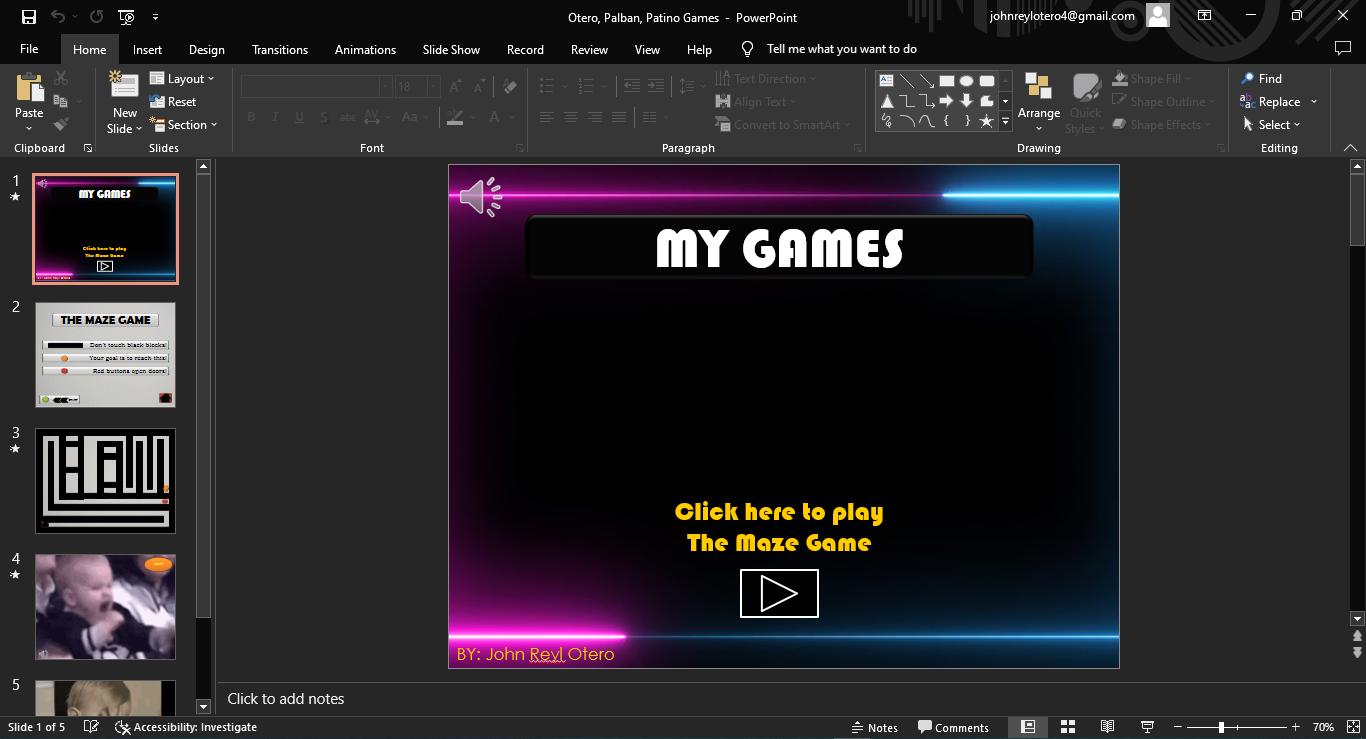 Otero, Palban, Patino Games - PowerPoint
johnreylotero4@gmail.com
File Home Insert Design Transitions Animations Slide Show Record Review View Help Tell me what you want to do
Paste
Clipboard
New Slide
Layout
Reset
Section
Slides
18
B I U S abc AV Aa A
Font
Text Direction
Align Text
Convert to SmartArt
Paragraph
Arrange
Quick Styles
Shape Fill
Shape Outline
Shape Effects
Drawing
Find
Replace
Select
Editing
1
MY GAMES
Click here to play
The Maze Game
2
THE MAZE GAME
Don't touch black blocks!
Your goal is to reach this!
Red buttons open doors!
3
4
5
MY GAMES
Click here to play
The Maze Game
BY: John Reyl Otero
Click to add notes
Slide 1 of 5 Accessibility: Investigate Notes Comments 70%